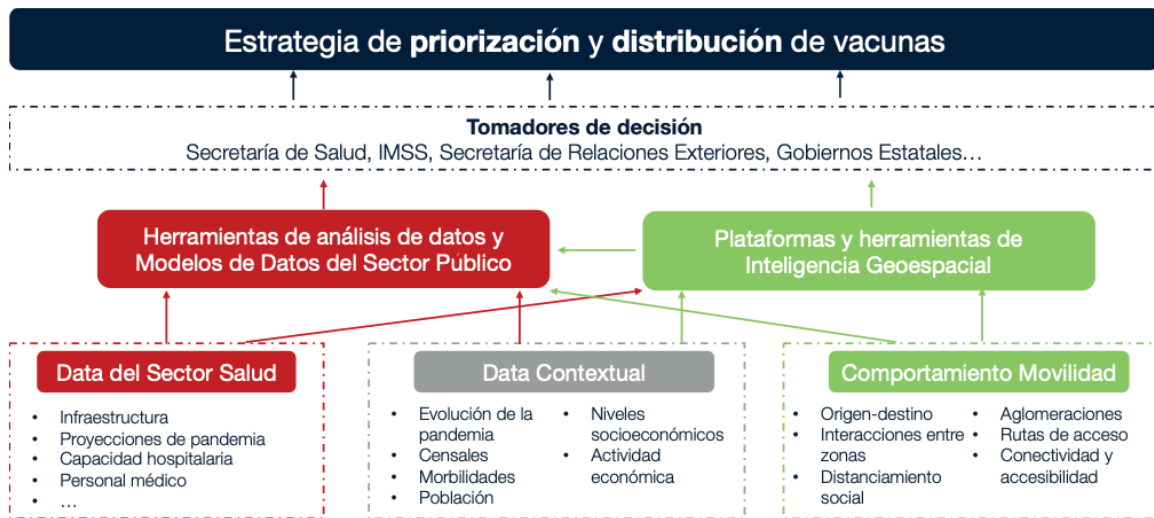 Estrategia de priorización y distribución de vacunas
Tomadores de decisión
Secretaría de Salud, IMSS, Secretaría de Relaciones Exteriores, Gobiernos Estatales...
Herramientas de análisis de datos y
Modelos de Datos del Sector Público
Plataformas y herramientas de
Inteligencia Geoespacial
Data del Sector Salud
• Infraestructura
• Proyecciones de pandemia
• Capacidad hospitalaria
• Personal médico
• ...
Data Contextual
• Evolución de la
pandemia
• Censales
• Morbilidades
• Población
• Niveles
socioeconómicos
• Actividad
económica
Comportamiento Movilidad
• Origen-destino
• Interacciones entre
zonas
• Distanciamiento
social
• Aglomeraciones
• Rutas de acceso
• Conectividad y
accesibilidad